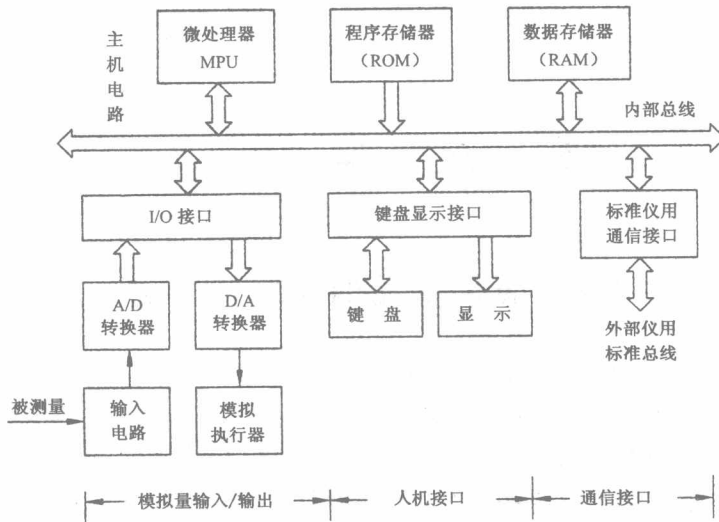 主机电路
微处理器
MPU
程序存储器
（ROM）
数据存储器
（RAM）
内部总线
I/O 接口
键盘显示接口
标准仪用
通信接口
A/D
转换器
D/A
转换器
键 盘
显 示
外部仪用
标准总线
被测量
输入
电路
模拟
执行器
模拟量输入/输出
人机接口
通信接口